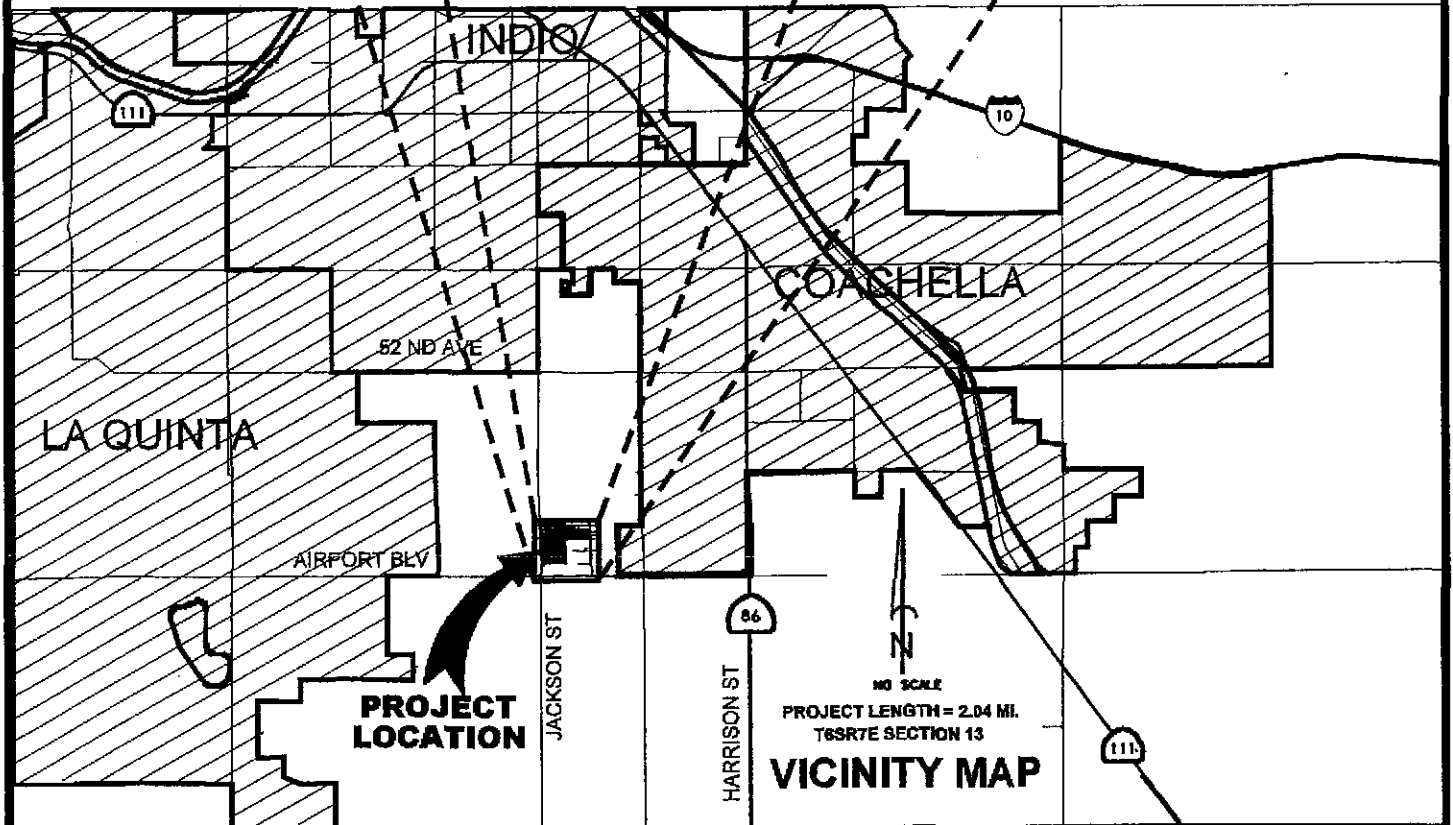 INDIO
111
10
COACHELLA
52 ND AVE
LA QUINTA
AIRPORT BLV
JACKSON ST
86
HARRISON ST
N
NO SCALE
PROJECT LENGTH = 2.04 MI.
T6SR7E SECTION 13
VICINITY MAP
PROJECT
LOCATION
111